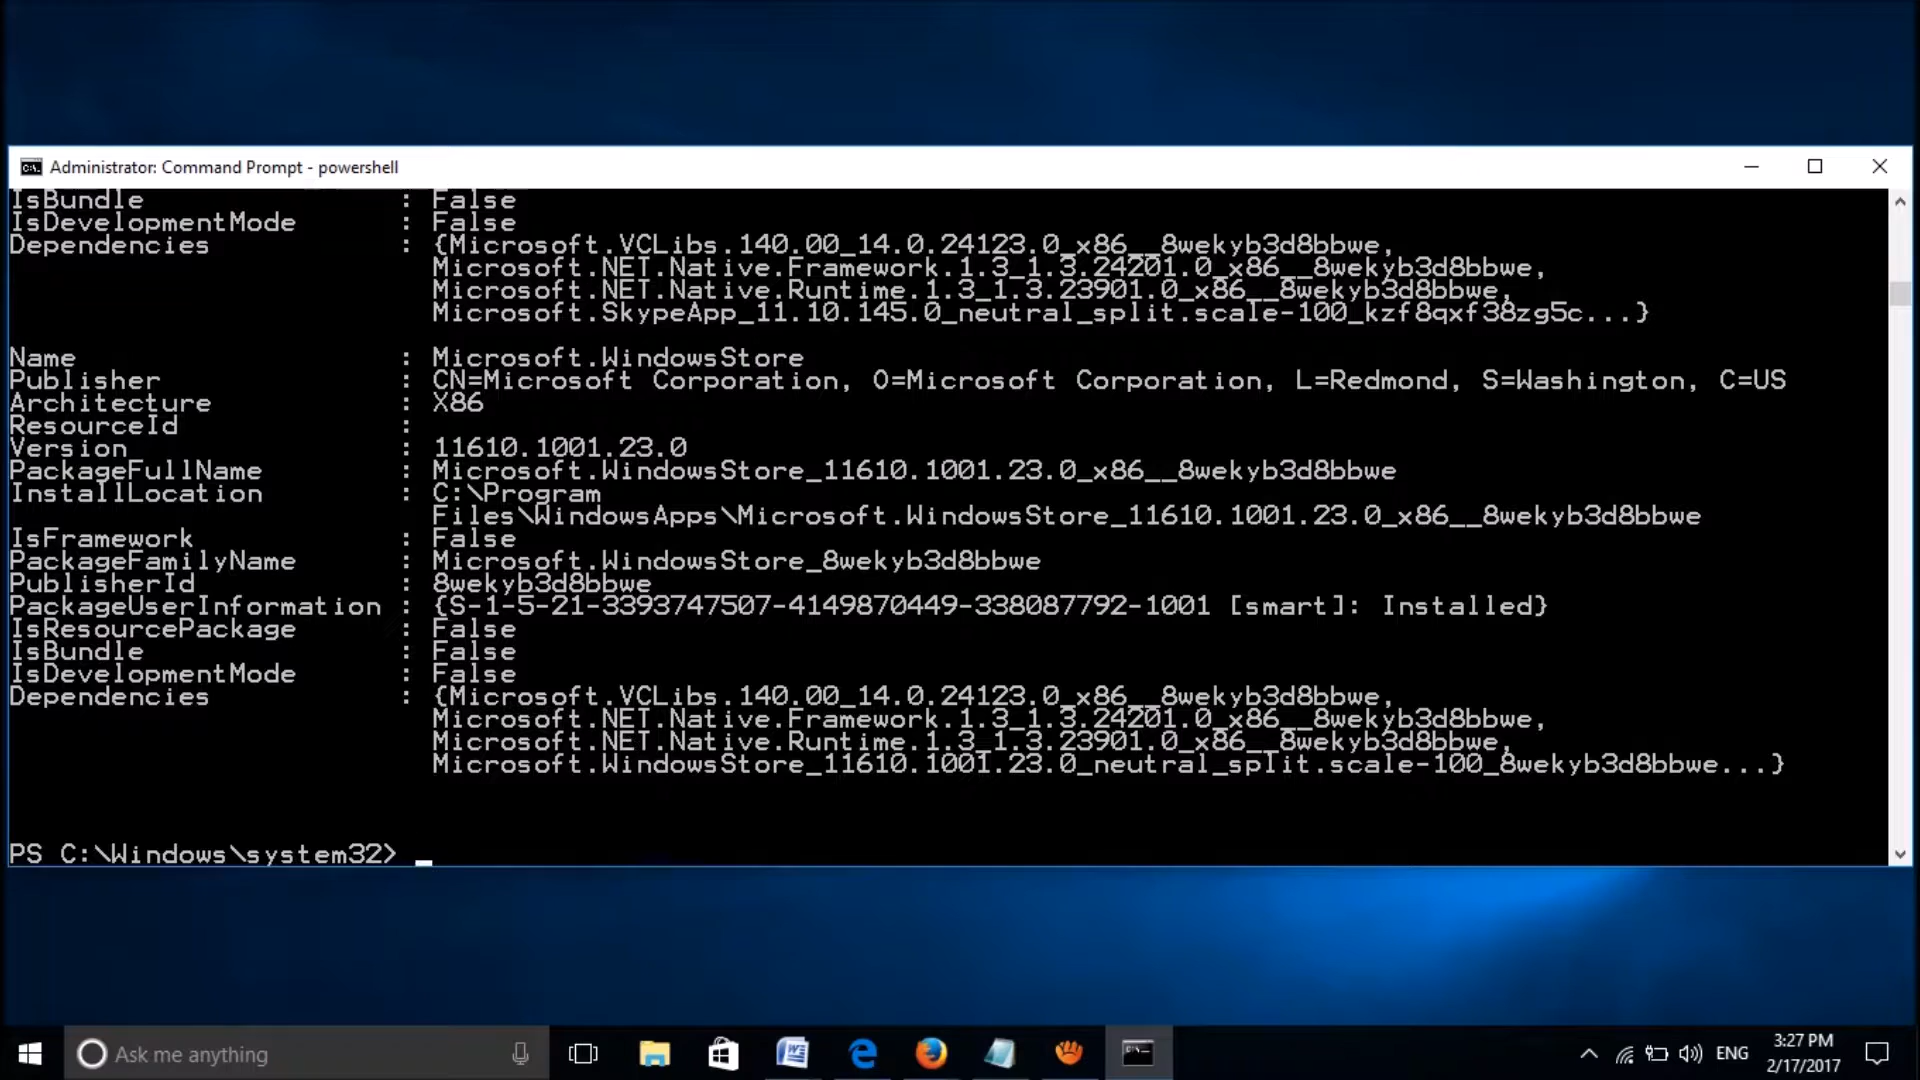 Administrator: Command Prompt - powershell
IsBundle : False
IsDevelopmentMode : False
Dependencies : {Microsoft.VCLibs.140.00_14.0.24123.0_x86__8wekyb3d8bbwe,
Microsoft.NET.Native.Framework.1.3_1.3.24201.0_x86__8wekyb3d8bbwe,
Microsoft.NET.Native.Runtime.1.3_1.3.23901.0_x86__8wekyb3d8bbwe,
Microsoft.SkypeApp_11.10.145.0_neutral_split.scale-100_kzf8qxf38zg5c...}
Name : Microsoft.WindowsStore
Publisher : CN=Microsoft Corporation, O=Microsoft Corporation, L=Redmond, S=Washington, C=US
Architecture : X86
ResourceId :
Version : 11610.1001.23.0
PackageFullName : Microsoft.WindowsStore_11610.1001.23.0_x86__8wekyb3d8bbwe
InstallLocation : C:\Program
Files\WindowsApps\Microsoft.WindowsStore_11610.1001.23.0_x86__8wekyb3d8bbwe
IsFramework : False
PackageFamilyName : Microsoft.WindowsStore_8wekyb3d8bbwe
PublisherId : 8wekyb3d8bbwe
PackageUserInformation : {S-1-5-21-3393747507-4149870449-338087792-1001 [smart]: Installed}
IsResourcePackage : False
IsBundle : False
IsDevelopmentMode : False
Dependencies : {Microsoft.VCLibs.140.00_14.0.24123.0_x86__8wekyb3d8bbwe,
Microsoft.NET.Native.Framework.1.3_1.3.24201.0_x86__8wekyb3d8bbwe,
Microsoft.NET.Native.Runtime.1.3_1.3.23901.0_x86__8wekyb3d8bbwe,
Microsoft.WindowsStore_11610.1001.23.0_neutral_split.scale-100_8wekyb3d8bbwe...}
PS C:\Windows\system32> _
Ask me anything
ENG
3:27 PM
2/17/2017